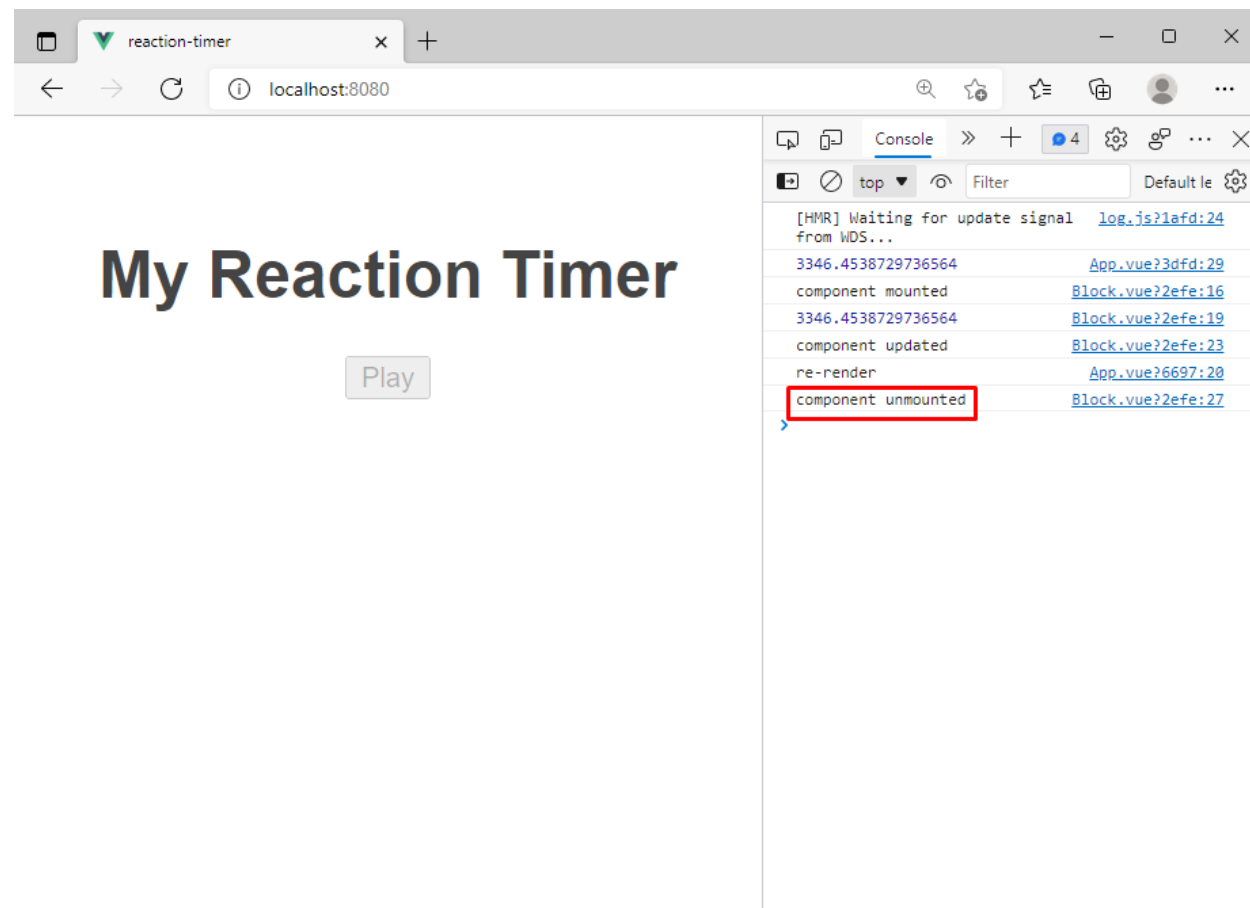 reaction-timer
localhost:8080
Console
4
top
Filter
Default le
My Reaction Timer
Play
[HMR] Waiting for update signal log.js?1afd:24
from WDS...
3346.4538729736564 App.vue?3dfd:29
component mounted Block.vue?2efe:16
3346.4538729736564 Block.vue?2efe:19
component updated Block.vue?2efe:23
re-render App.vue?6697:20
component unmounted Block.vue?2efe:27